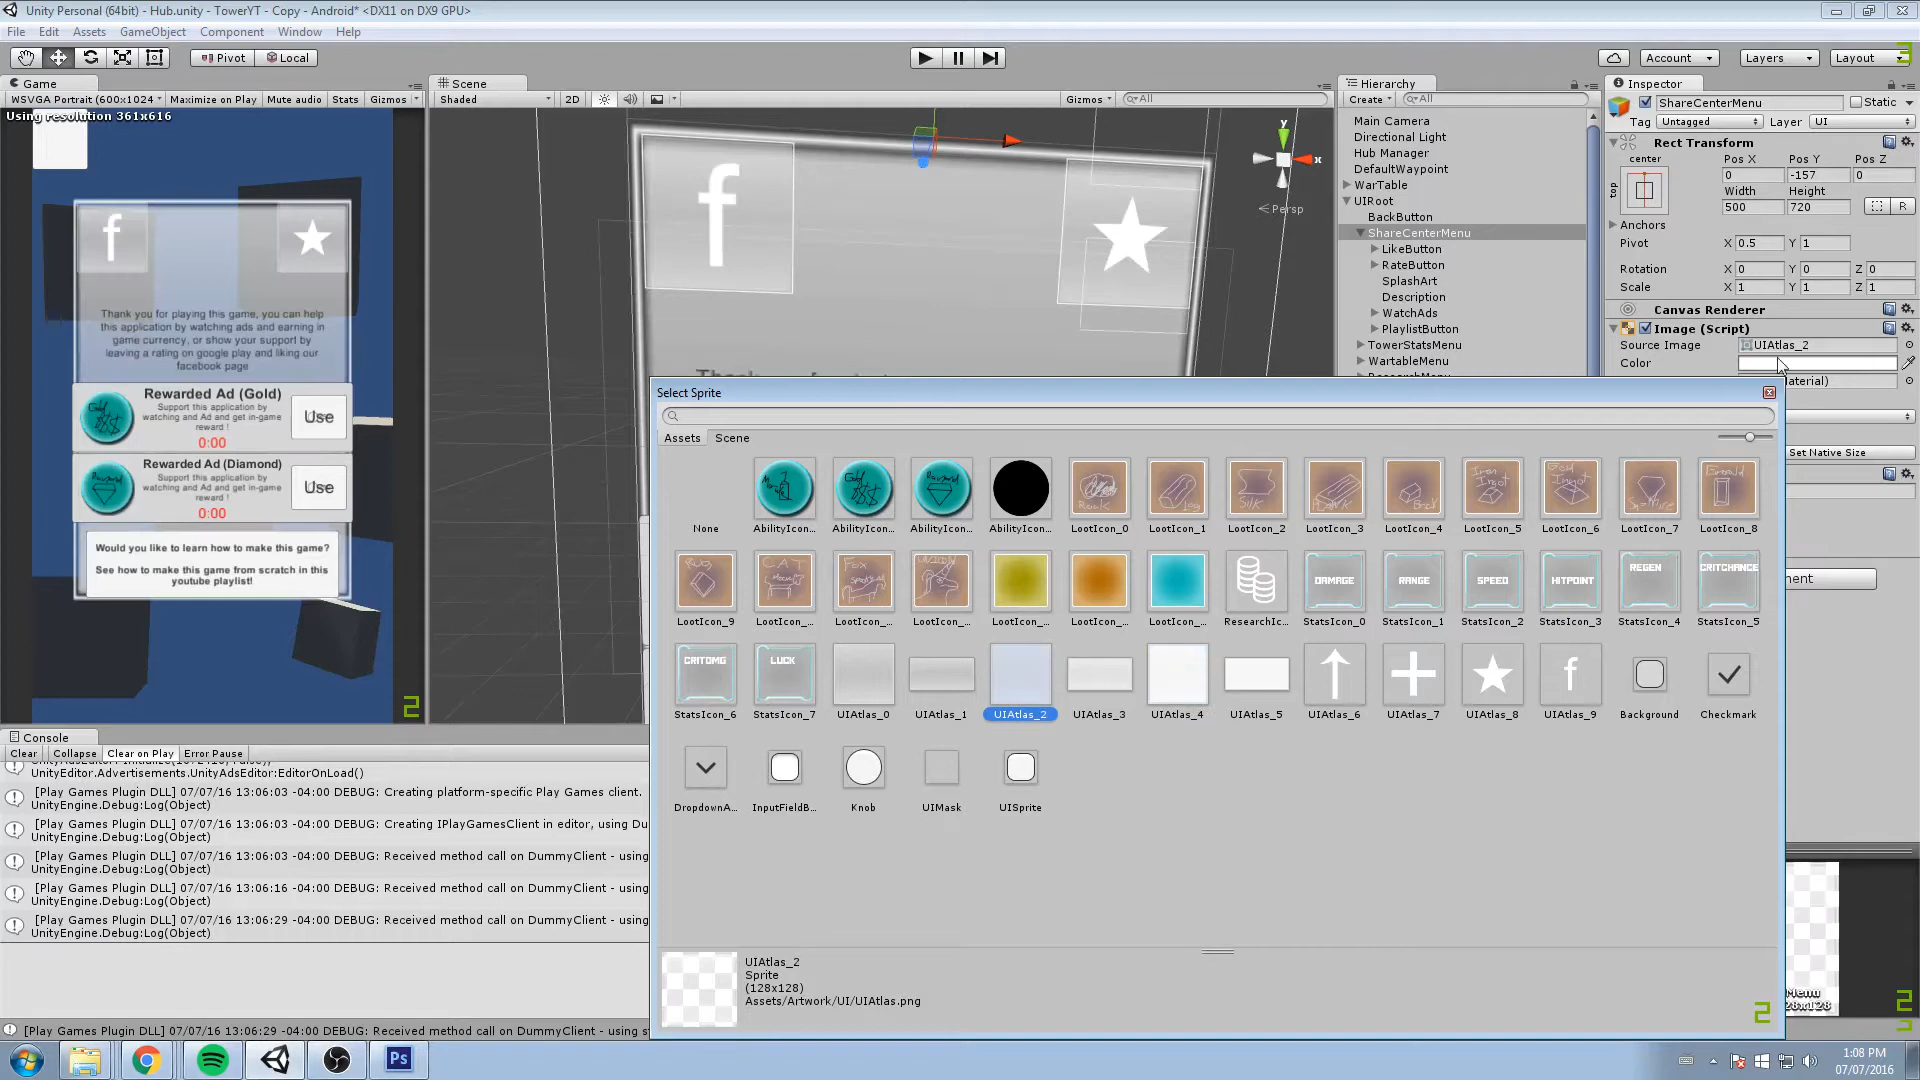 Unity Personal (64bit) - Hub.unity - TowerYT - Copy - Android* <DX11 on DX9 GPU>
File Edit Assets GameObject Component Window Help
Pivot Local Account Layers Layout
Game
WSVGA Portrait (600x1024 Maximize on Play Mute audio Stats Gizmos
Using resolution 361x616
f
Thank you for playing this game, you can help
this application by watching ads and earning in
game currency, or show your support by
leaving a rating on google play and liking our
facebook page
Rewarded Ad (Gold)
Support this application by
watching and Ad and get in-game
reward !
0:00
Use
Rewarded Ad (Diamond)
Support this application by
watching and Ad and get in-game
reward !
0:00
Use
Would you like to learn how to make this game?
See how to make this game from scratch in this
youtube playlist!
2
Scene
Shaded 2D Gizmos All
y
x
Persp
f
Hierarchy
Create All
Main Camera
Directional Light
Hub Manager
DefaultWaypoint
WarTable
UIRoot
BackButton
ShareCenterMenu
LikeButton
RateButton
SplashArt
Description
WatchAds
PlaylistButton
TowerStatsMenu
WartableMenu
Inspector
ShareCenterMenu Static
Tag Untagged Layer UI
Rect Transform
center Pos X Pos Y Pos Z
top 0 -157 0
Width Height
500 720 R
Anchors
Pivot X 0.5 Y 1
Rotation X 0 Y 0 Z 0
Scale X 1 Y 1 Z 1
Canvas Renderer
Image (Script)
Source Image UIAtlas_2
Color
aterial)
Set Native Size
nent
Menu
28x128
Select Sprite
Assets Scene
None AbilityIcon... AbilityIcon... AbilityIcon... AbilityIcon... LootIcon_0 LootIcon_1 LootIcon_2 LootIcon_3 LootIcon_4 LootIcon_5 LootIcon_6 LootIcon_7 LootIcon_8
DAMAGE RANGE SPEED HITPOINT REGEN CRITCHANCE
LootIcon_9 LootIcon_... LootIcon_... LootIcon_... LootIcon_... LootIcon_... LootIcon_... ResearchIc... StatsIcon_0 StatsIcon_1 StatsIcon_2 StatsIcon_3 StatsIcon_4 StatsIcon_5
CRITDMG LUCK f
StatsIcon_6 StatsIcon_7 UIAtlas_0 UIAtlas_1 UIAtlas_2 UIAtlas_3 UIAtlas_4 UIAtlas_5 UIAtlas_6 UIAtlas_7 UIAtlas_8 UIAtlas_9 Background Checkmark
DropdownA... InputFieldB... Knob UIMask UISprite
UIAtlas_2
Sprite
(128x128)
Assets/Artwork/UI/UIAtlas.png
2
Console
Clear Collapse Clear on Play Error Pause
UnityEditor.Advertisements.UnityAdsEditor:EditorOnLoad()
[Play Games Plugin DLL] 07/07/16 13:06:03 -04:00 DEBUG: Creating platform-specific Play Games client.
UnityEngine.Debug:Log(Object)
[Play Games Plugin DLL] 07/07/16 13:06:03 -04:00 DEBUG: Creating IPlayGamesClient in editor, using Du
UnityEngine.Debug:Log(Object)
[Play Games Plugin DLL] 07/07/16 13:06:03 -04:00 DEBUG: Received method call on DummyClient - using
UnityEngine.Debug:Log(Object)
[Play Games Plugin DLL] 07/07/16 13:06:16 -04:00 DEBUG: Received method call on DummyClient - using
UnityEngine.Debug:Log(Object)
[Play Games Plugin DLL] 07/07/16 13:06:29 -04:00 DEBUG: Received method call on DummyClient - using
UnityEngine.Debug:Log(Object)
[Play Games Plugin DLL] 07/07/16 13:06:29 -04:00 DEBUG: Received method call on DummyClient - using s
Ps
1:08 PM
07/07/2016